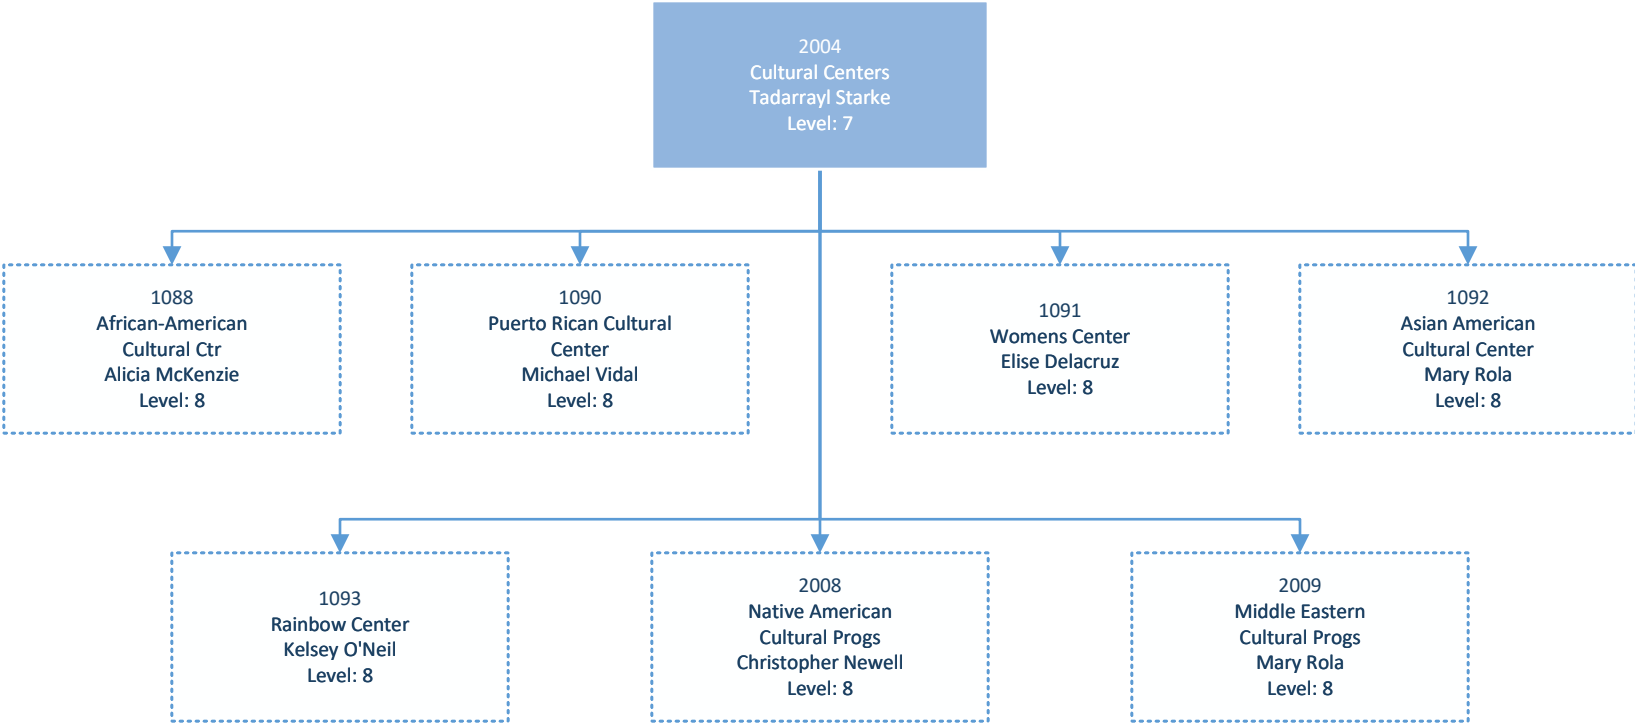 2004
Cultural Centers
Tadarrayl Starke
Level: 7
1088
African-American
Cultural Ctr
Alicia McKenzie
Level: 8
1090
Puerto Rican Cultural
Center
Michael Vidal
Level: 8
1091
Womens Center
Elise Delacruz
Level: 8
1092
Asian American
Cultural Center
Mary Rola
Level: 8
1093
Rainbow Center
Kelsey O'Neil
Level: 8
2008
Native American
Cultural Progs
Christopher Newell
Level: 8
2009
Middle Eastern
Cultural Progs
Mary Rola
Level: 8